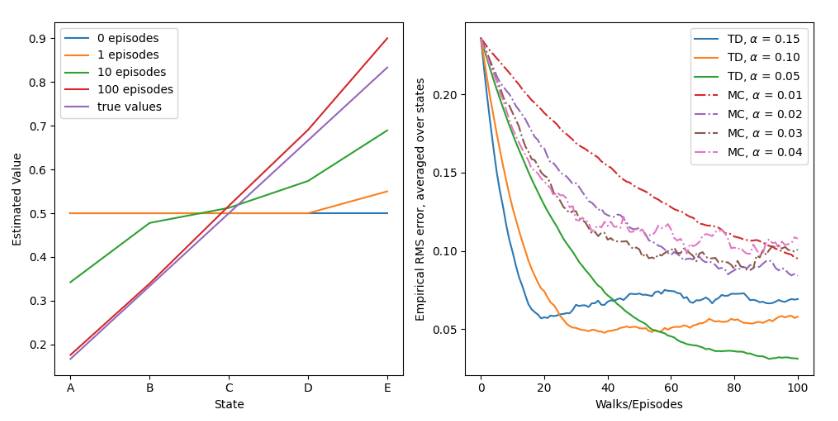 0.9
0.8
0.7
0.6
0.5
0.4
0.3
0.2
Estimated Value
A B C D E
State
0 episodes
1 episodes
10 episodes
100 episodes
true values
0.20
0.15
0.10
0.05
Empirical RMS error, averaged over states
0 20 40 60 80 100
Walks/Episodes
TD, α = 0.15
TD, α = 0.10
TD, α = 0.05
MC, α = 0.01
MC, α = 0.02
MC, α = 0.03
MC, α = 0.04